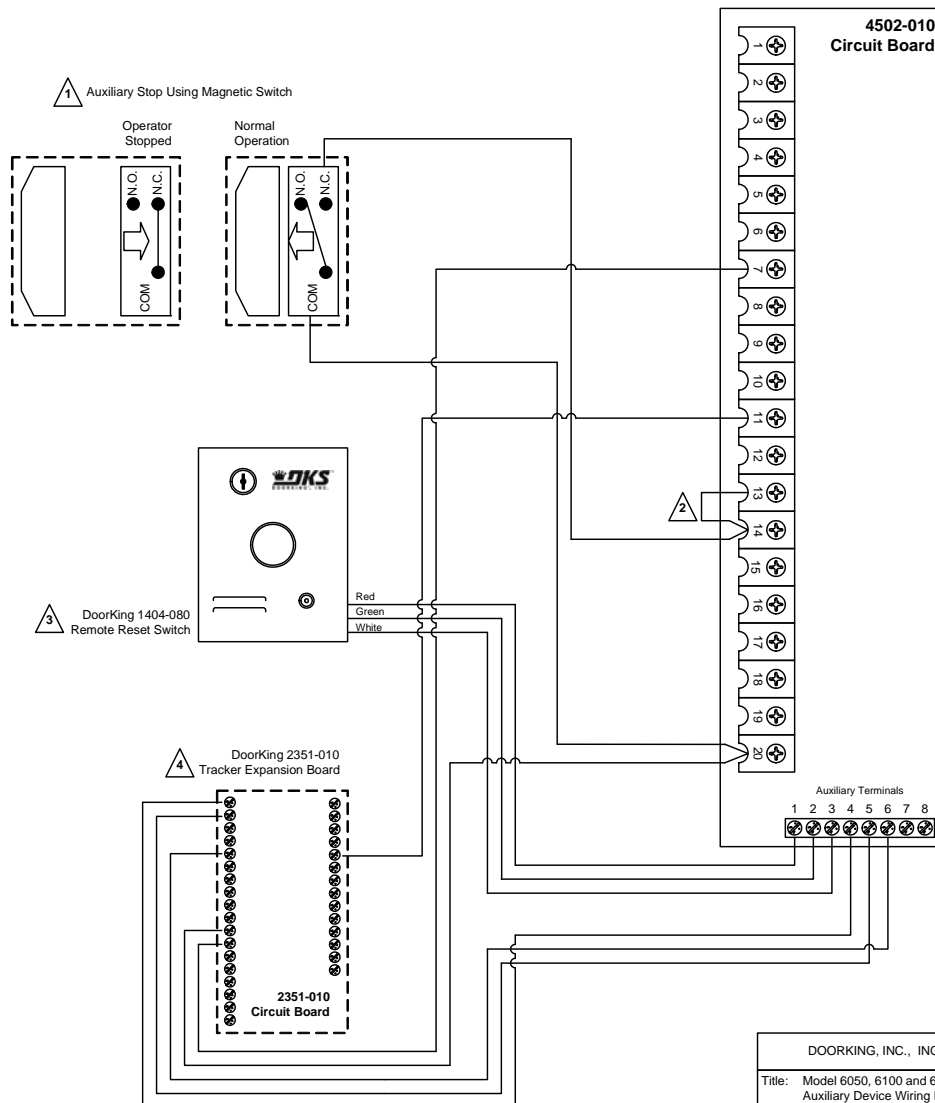 4502-010
Circuit Board
1 Auxiliary Stop Using Magnetic Switch
Operator
Stopped
Normal
Operation
N.O.
N.C.
COM
N.O.
N.C.
COM
1
2
3
4
5
6
7
8
9
10
11
12
13
14
15
16
17
18
19
20
2
DKS
DOORKING, INC.
3 DoorKing 1404-080
Remote Reset Switch
Red
Green
White
4 DoorKing 2351-010
Tracker Expansion Board
Auxiliary Terminals
1 2 3 4 5 6 7 8
2351-010
Circuit Board
DOORKING, INC., INC
Title: Model 6050, 6100 and 6
Auxiliary Device Wiring